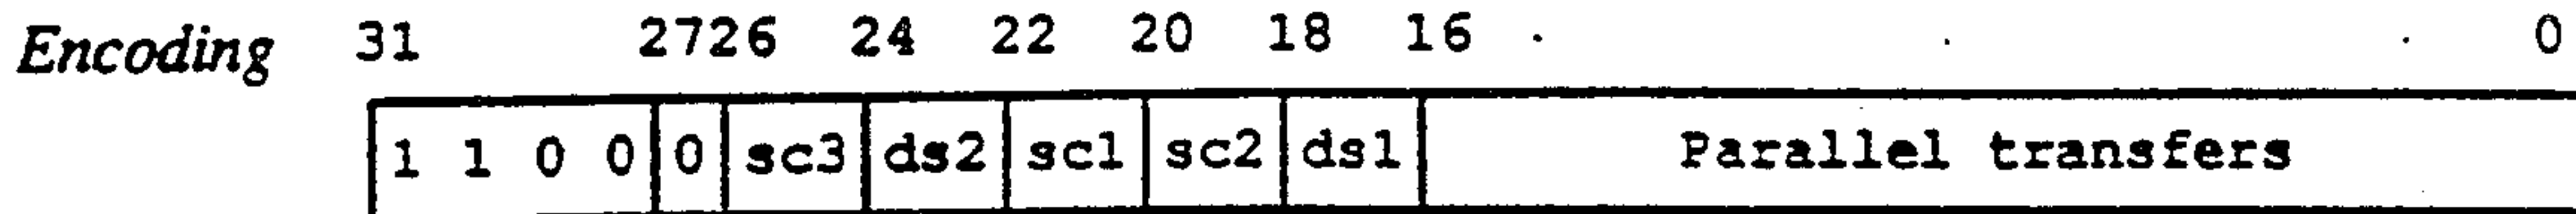 Encoding 31 2726 24 22 20 18 16 . . . 0
1 1 0 0 0 sc3 ds2 sc1 sc2 ds1 Parallel transfers